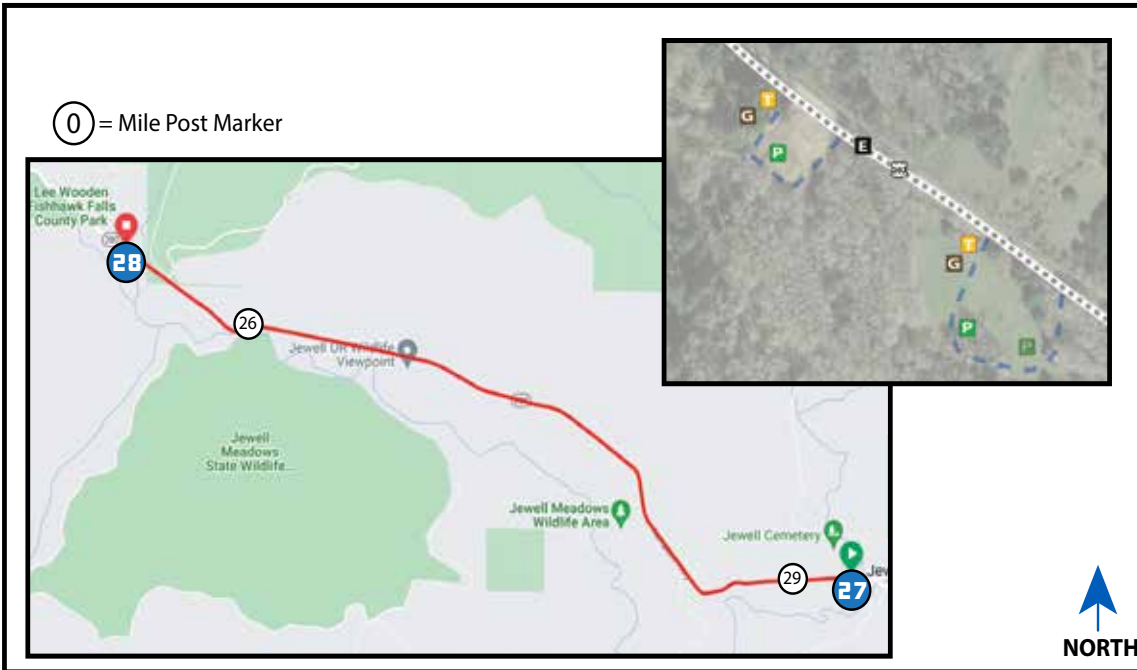 0 = Mile Post Marker
T
G
P
E
T
G
P
P
Lee Wooden
Fishhawk Falls
County Park
28
26
Jewell
Wildlife
Viewpoint
Jewell
Meadows
State Wildlife...
Jewell Meadows
Wildlife Area
Jewell Cemetery
Jew
29
27
NORTH